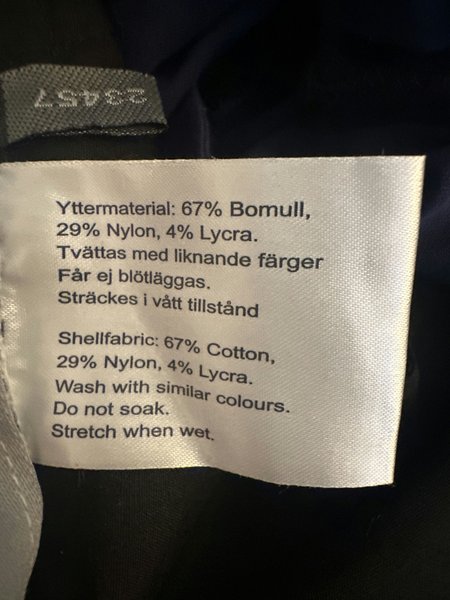 23457
Yttermaterial: 67% Bomull,
29% Nylon, 4% Lycra.
Tvättas med liknande färger
Får ej blötläggas.
Sträckes i vått tillstånd
Shellfabric: 67% Cotton,
29% Nylon, 4% Lycra.
Wash with similar colours.
Do not soak.
Stretch when wet.